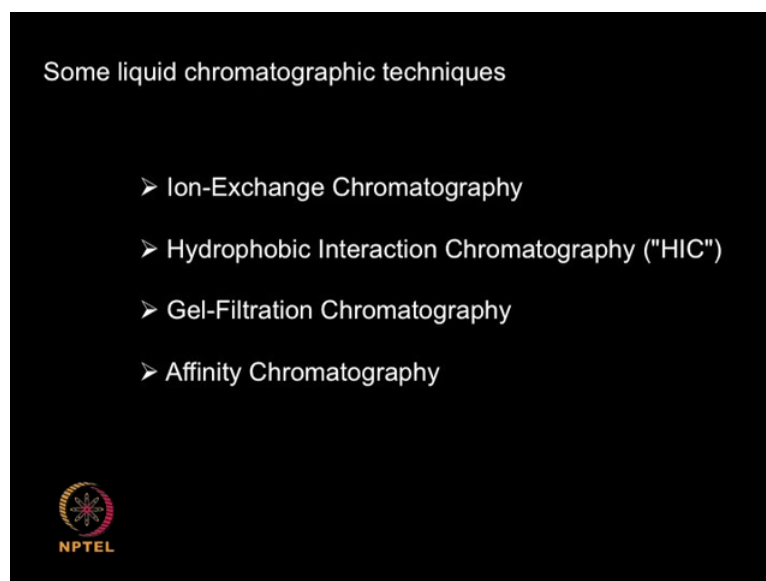 Some liquid chromatographic techniques
➢ Ion-Exchange Chromatography
➢ Hydrophobic Interaction Chromatography ("HIC")
➢ Gel-Filtration Chromatography
➢ Affinity Chromatography
NPTEL